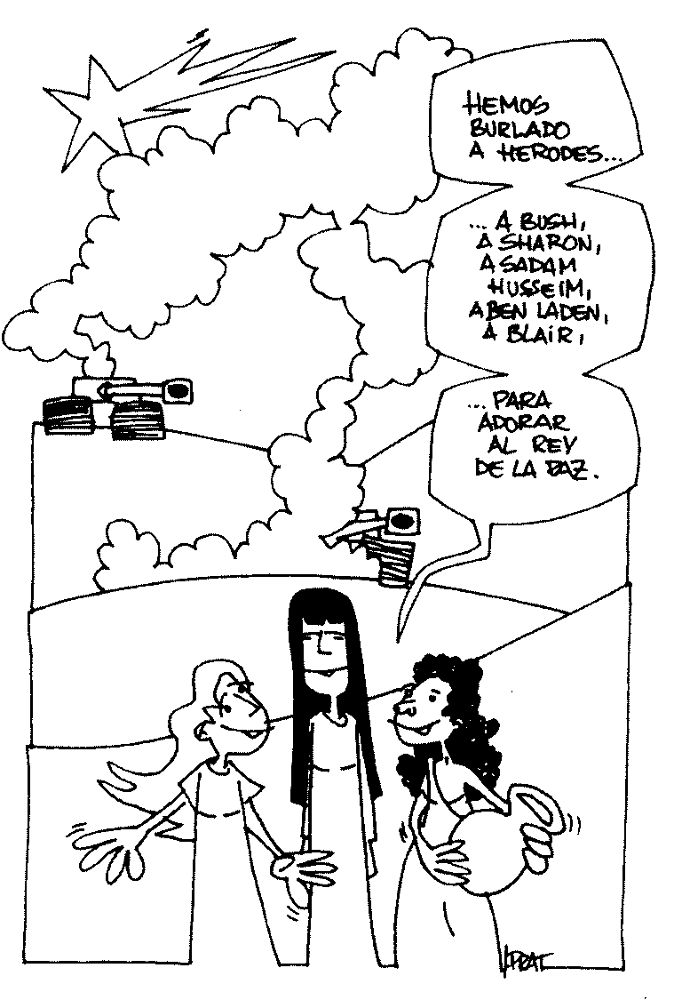 HEMOS
BURLADO
A HERODES...
... A BUSH,
A SHARON,
A SADAM
HUSSEIM,
A BEN LADEN,
A BLAIR,
... PARA
ADORAR
AL REY
DE LA PAZ.